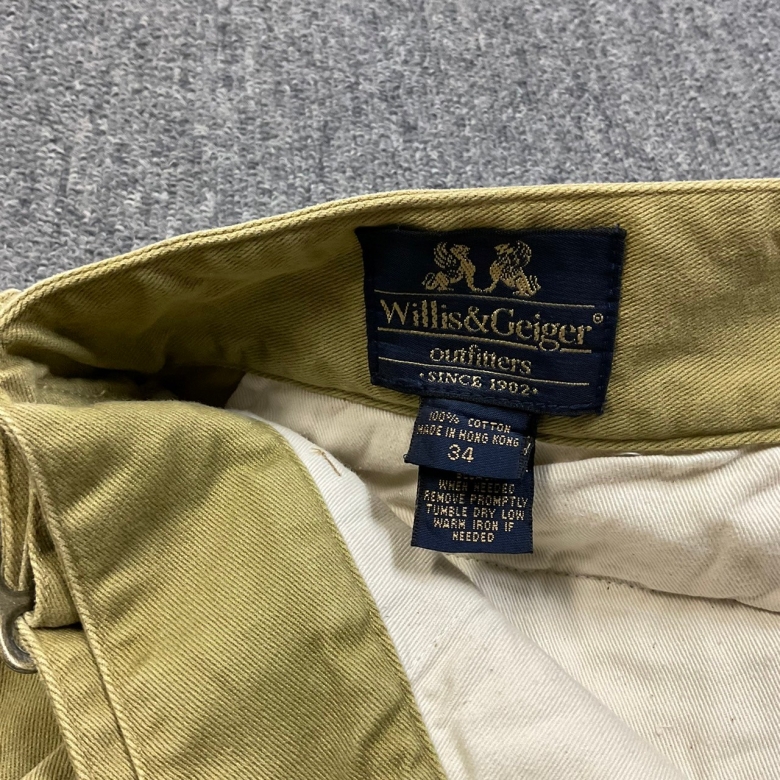 Willis&Geiger®
outfitters
·SINCE 1902·
100% COTTON
MADE IN HONG KONG
34
WHEN NEEDED
REMOVE PROMPTLY
TUMBLE DRY LOW
WARM IRON IF
NEEDED